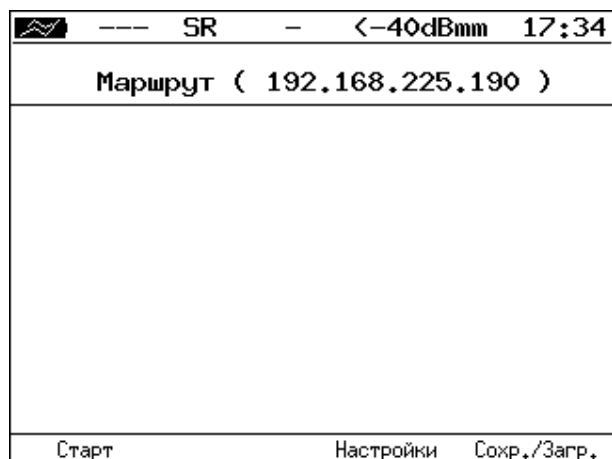 --- SR - <-40dBmm 17:34
Маршрут ( 192.168.225.190 )
Старт Настройки Сохр./Загр.